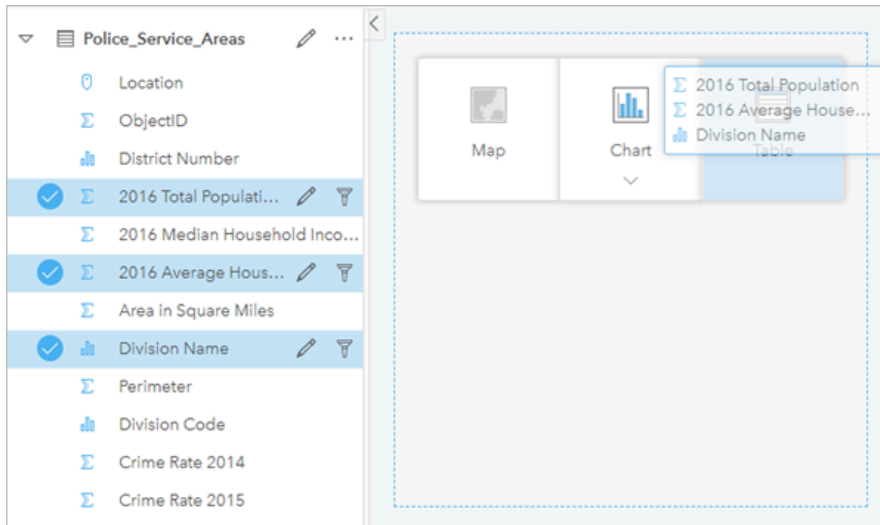 Police_Service_Areas
Location
ObjectID
District Number
2016 Total Populati...
2016 Median Household Inco...
2016 Average Hous...
Area in Square Miles
Division Name
Perimeter
Division Code
Crime Rate 2014
Crime Rate 2015
Map
Chart
Table
2016 Total Population
2016 Average House...
Division Name